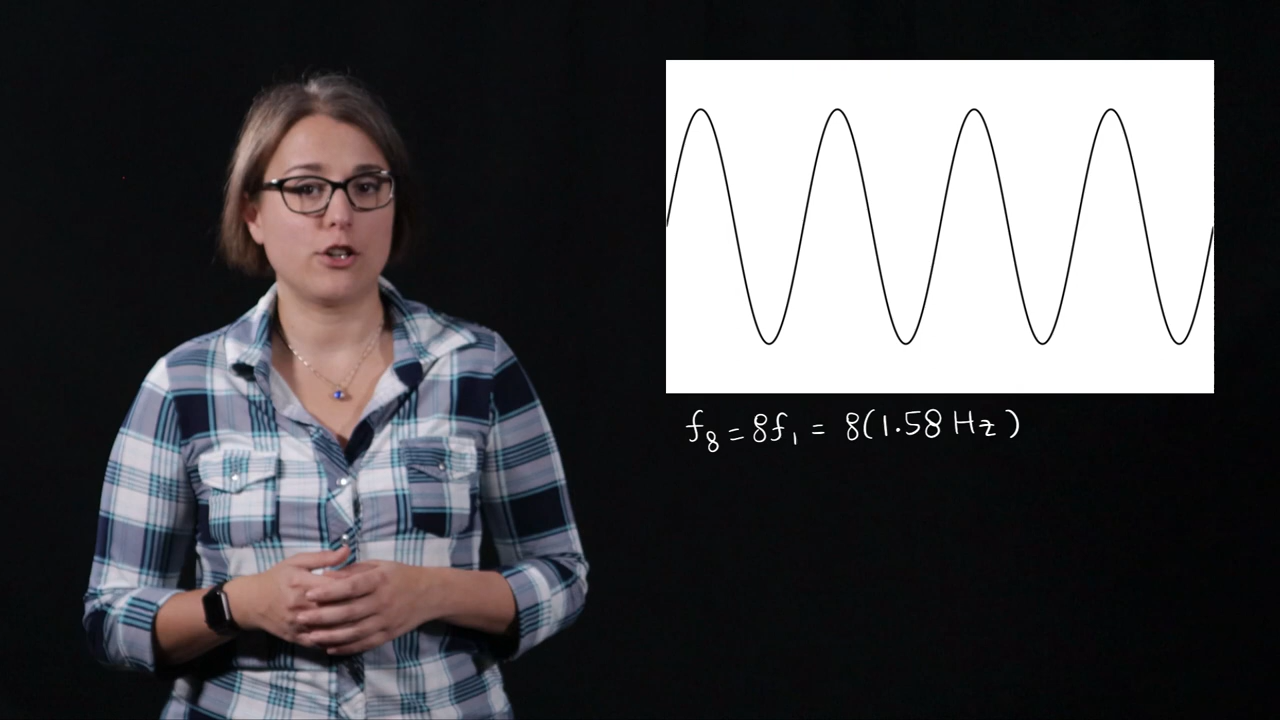 f₈ = 8f₁ = 8(1.58 Hz)